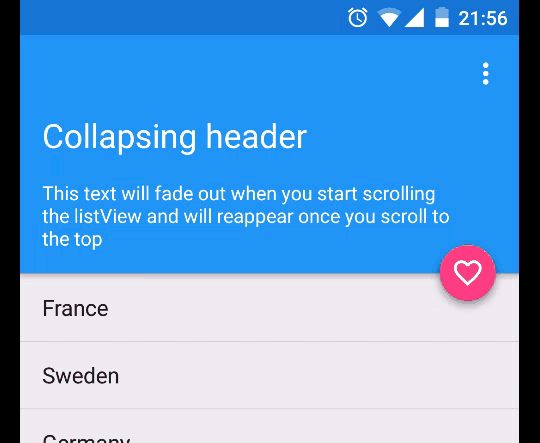 21:56
Collapsing header
This text will fade out when you start scrolling
the listView and will reappear once you scroll to
the top
France
Sweden
Germany